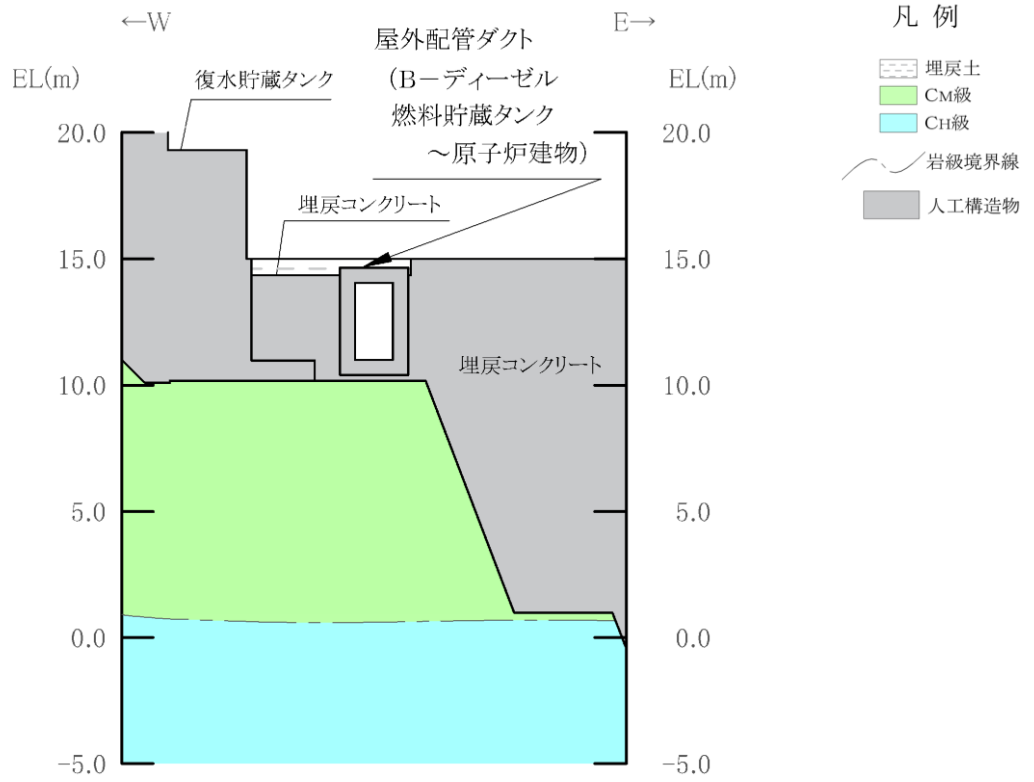 ←W
E→
凡 例
屋外配管ダクト
(B－ディーゼル
燃料貯蔵タンク
～原子炉建物)
EL(m)
EL(m)
復水貯蔵タンク
埋戻コンクリート
埋戻コンクリート
埋戻土
CM級
CH級
岩級境界線
人工構造物
20.0
15.0
10.0
5.0
0.0
-5.0
20.0
15.0
10.0
5.0
0.0
-5.0